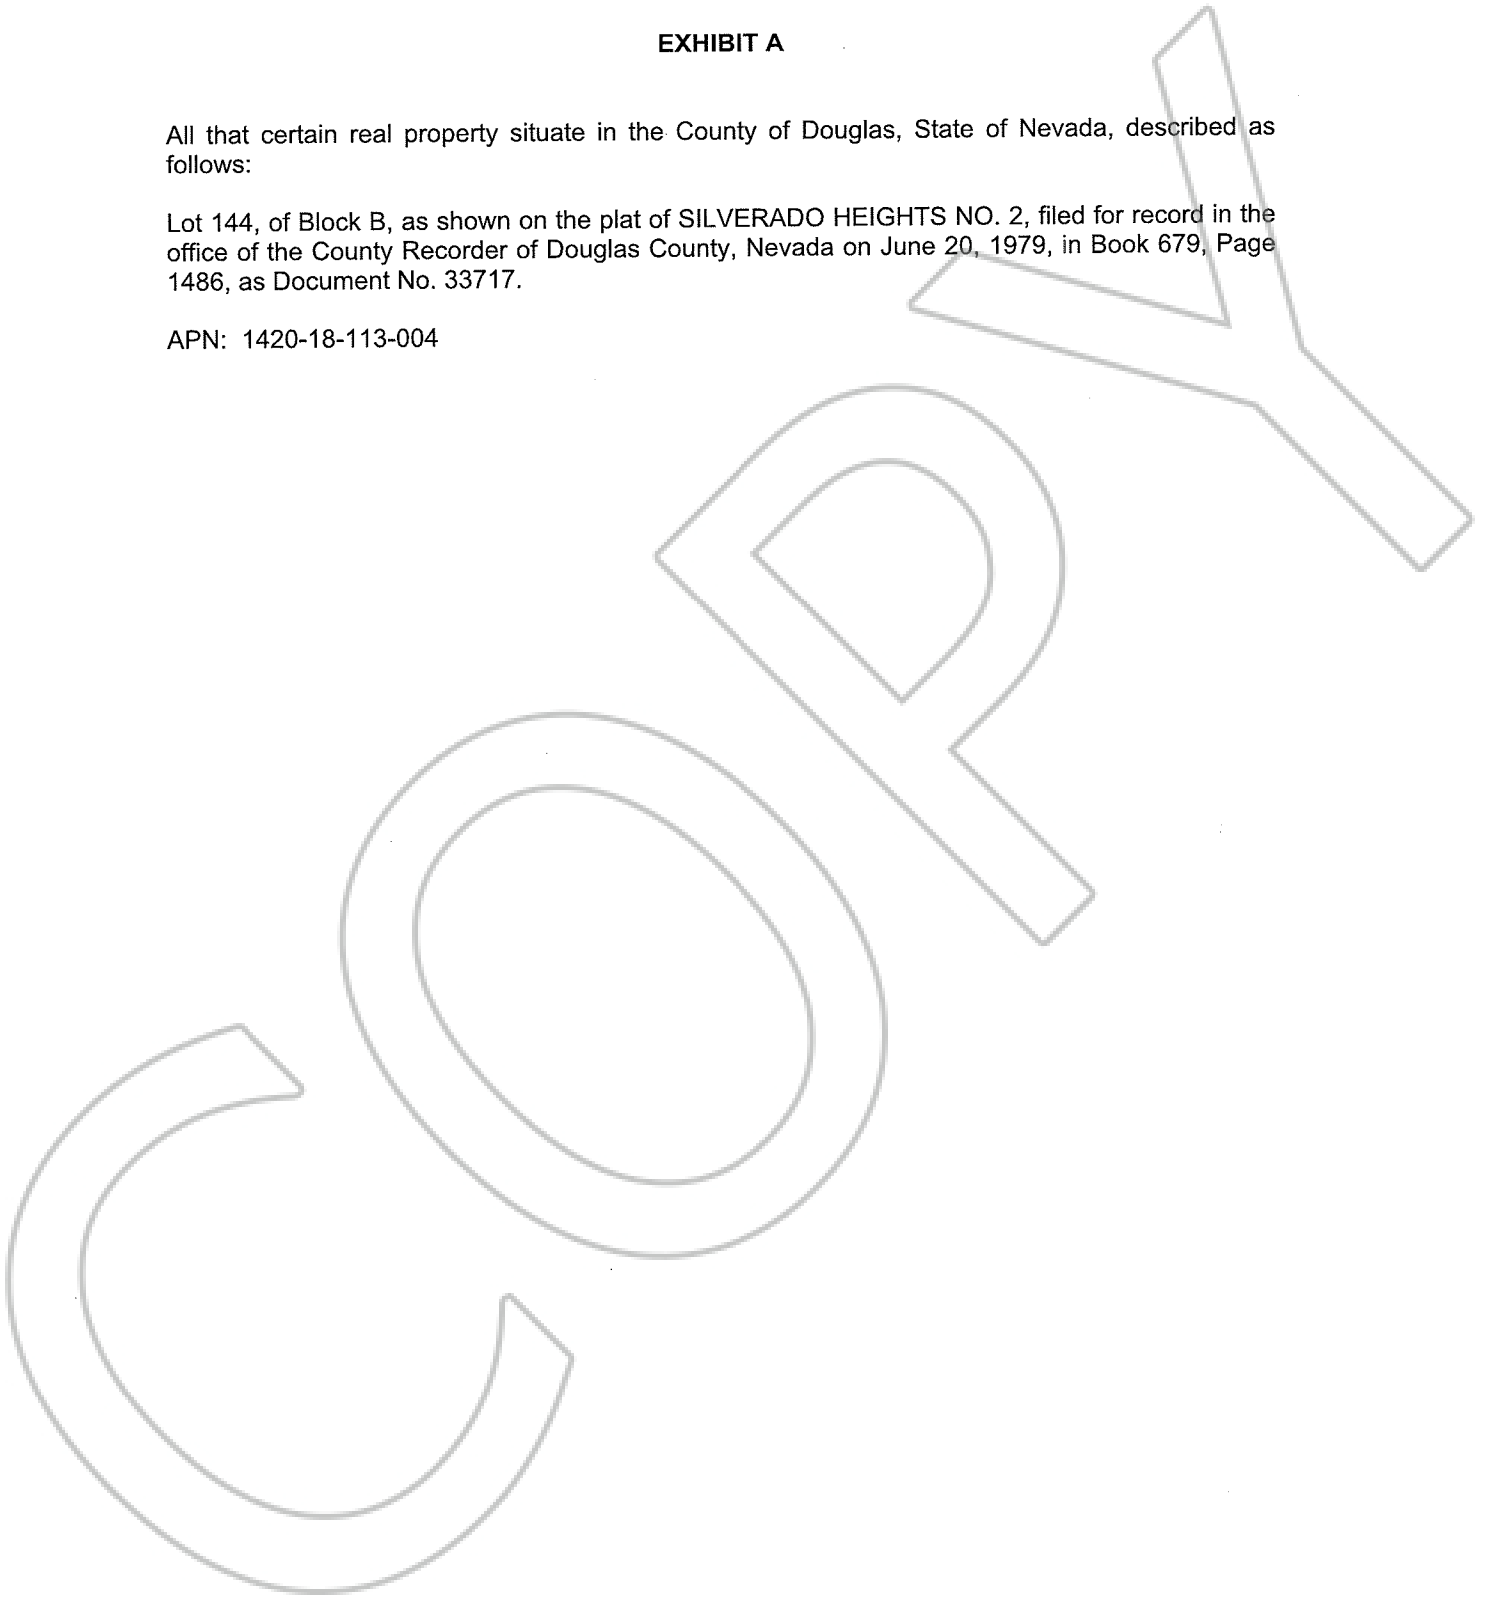 EXHIBIT A
All that certain real property situate in the County of Douglas, State of Nevada, described as
follows:
Lot 144, of Block B, as shown on the plat of SILVERADO HEIGHTS NO. 2, filed for record in the
office of the County Recorder of Douglas County, Nevada on June 20, 1979, in Book 679, Page
1486, as Document No. 33717.
APN: 1420-18-113-004
COPY